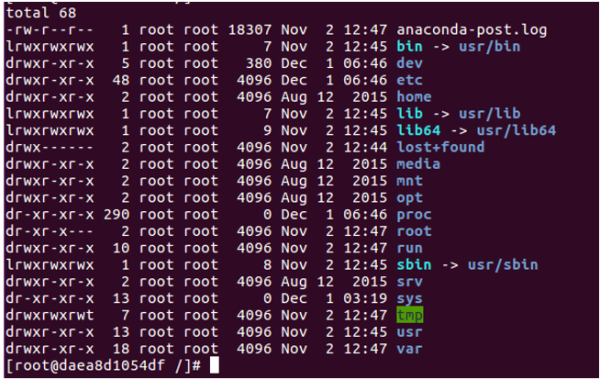 total 68
-rw-r--r--   1 root root 18307 Nov  2 12:47 anaconda-post.log
lrwxrwxrwx   1 root root     7 Nov  2 12:45 bin -> usr/bin
drwxr-xr-x   5 root root   380 Dec  1 06:46 dev
drwxr-xr-x  48 root root  4096 Dec  1 06:46 etc
drwxr-xr-x   2 root root  4096 Aug 12  2015 home
lrwxrwxrwx   1 root root     7 Nov  2 12:45 lib -> usr/lib
lrwxrwxrwx   1 root root     9 Nov  2 12:45 lib64 -> usr/lib64
drwx------   2 root root  4096 Nov  2 12:44 lost+found
drwxr-xr-x   2 root root  4096 Aug 12  2015 media
drwxr-xr-x   2 root root  4096 Aug 12  2015 mnt
drwxr-xr-x   2 root root  4096 Aug 12  2015 opt
dr-xr-xr-x 290 root root     0 Dec  1 06:46 proc
dr-xr-x---   2 root root  4096 Nov  2 12:47 root
drwxr-xr-x  10 root root  4096 Nov  2 12:47 run
lrwxrwxrwx   1 root root     8 Nov  2 12:45 sbin -> usr/sbin
drwxr-xr-x   2 root root  4096 Aug 12  2015 srv
dr-xr-xr-x  13 root root     0 Dec  1 03:19 sys
drwxrwxrwt   7 root root  4096 Nov  2 12:47 tmp
drwxr-xr-x  13 root root  4096 Nov  2 12:45 usr
drwxr-xr-x  18 root root  4096 Nov  2 12:47 var
[root@daea8d1054df /]#